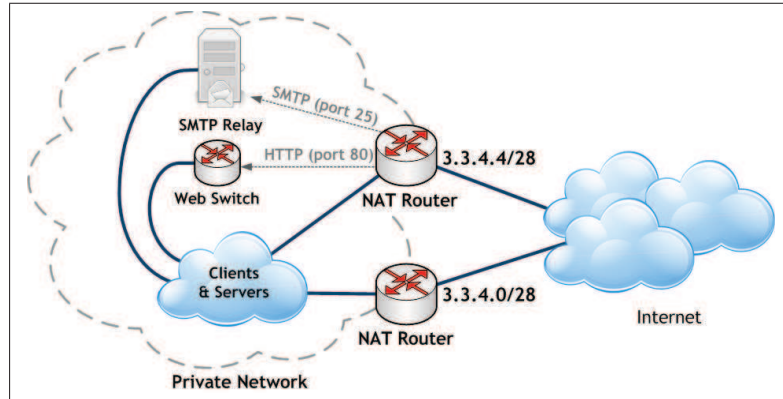 SMTP (port 25)
SMTP Relay
HTTP (port 80)
3.3.4.4/28
Web Switch
NAT Router
Clients
& Servers
3.3.4.0/28
Internet
NAT Router
Private Network